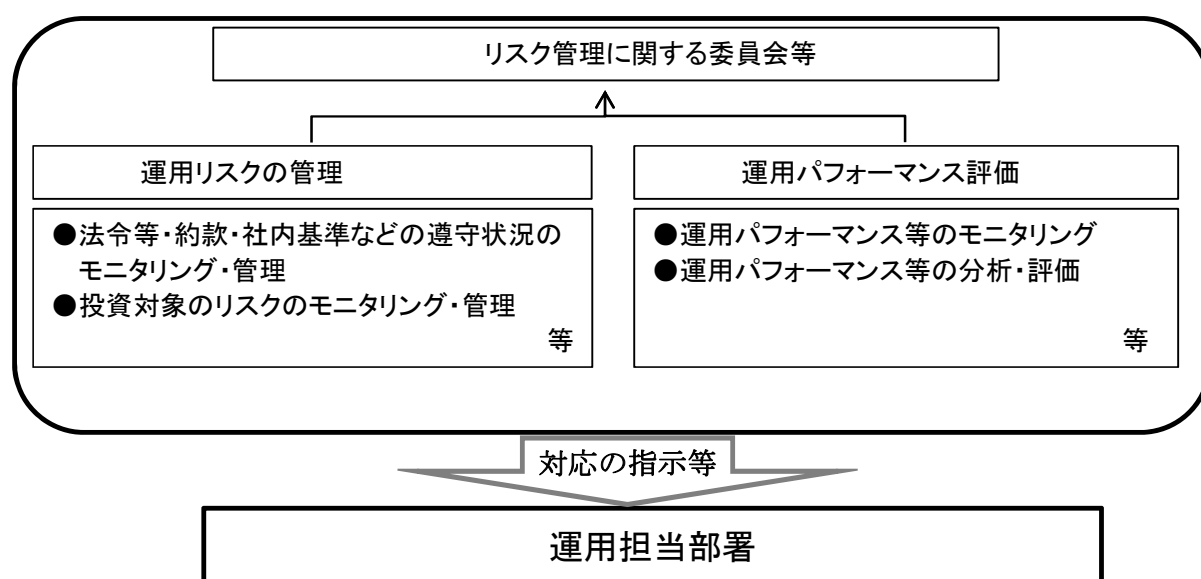 リスク管理に関する委員会等
運用リスクの管理
●法令等・約款・社内基準などの遵守状況の
モニタリング・管理
●投資対象のリスクのモニタリング・管理
等
運用パフォーマンス評価
●運用パフォーマンス等のモニタリング
●運用パフォーマンス等の分析・評価
等
対応の指示等
運用担当部署